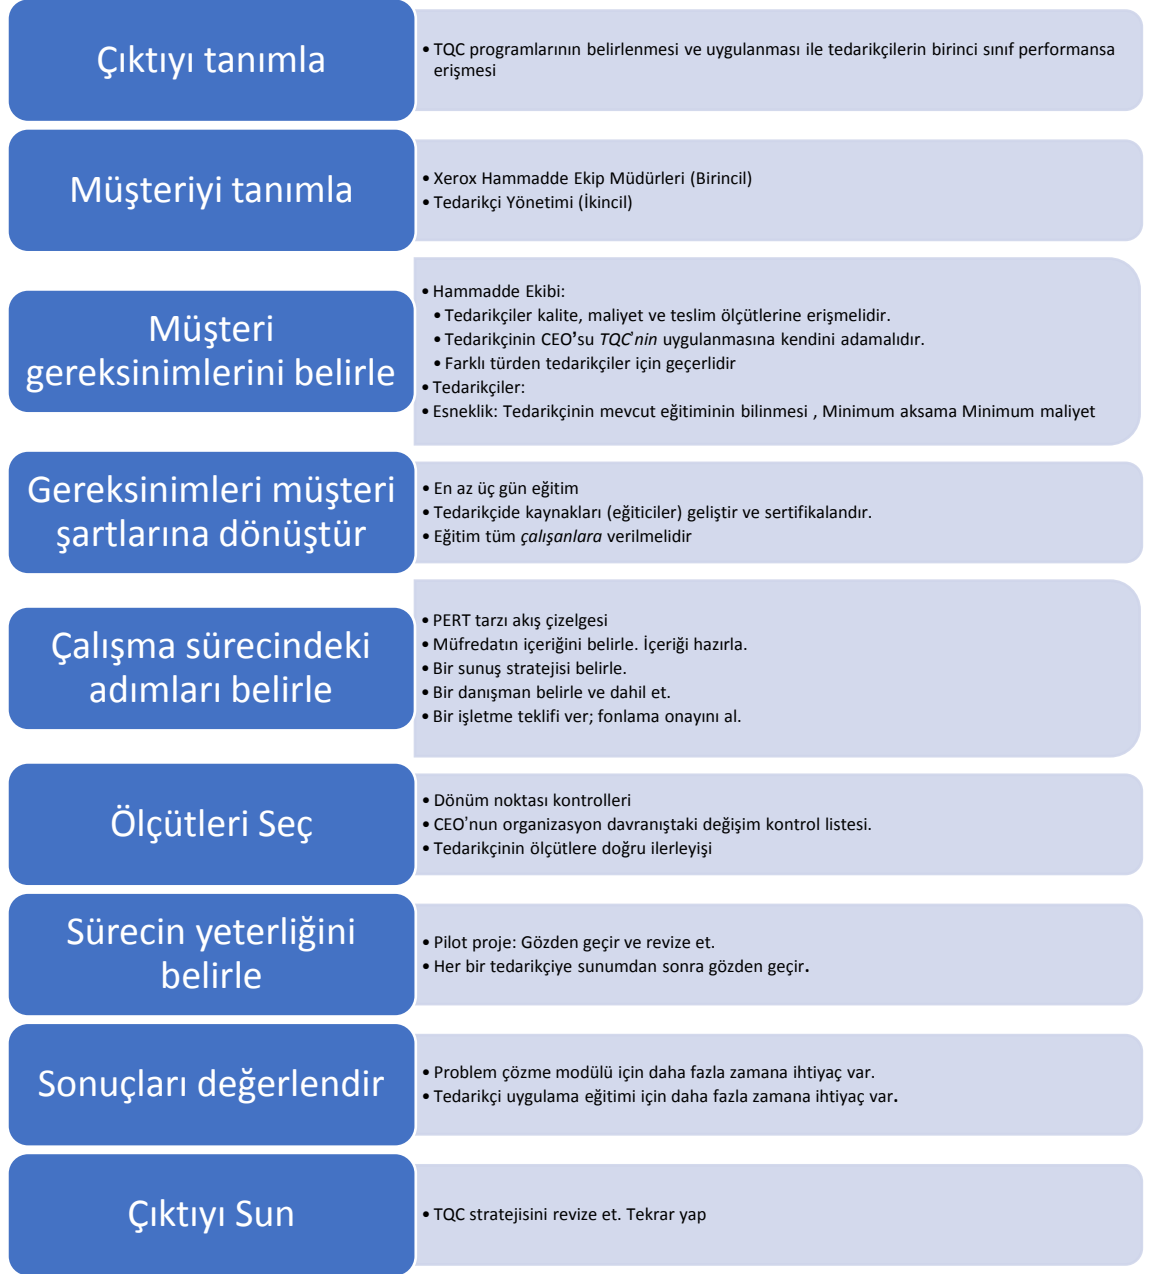 Çıktıyı tanımla
• TQC programlarının belirlenmesi ve uygulanması ile tedarikçilerin birinci sınıf performansa
erişmesi
Müşteriyi tanımla
• Xerox Hammadde Ekip Müdürleri (Birincil)
• Tedarikçi Yönetimi (İkincil)
Müşteri
gereksinimlerini belirle
• Hammadde Ekibi:
• Tedarikçiler kalite, maliyet ve teslim ölçütlerine erişmelidir.
• Tedarikçinin CEO’su TQC’nin uygulanmasına kendini adamalıdır.
• Farklı türden tedarikçiler için geçerlidir
• Tedarikçiler:
• Esneklik: Tedarikçinin mevcut eğitiminin bilinmesi , Minimum aksama Minimum maliyet
Gereksinimleri müşteri
şartlarına dönüştür
• En az üç gün eğitim
• Tedarikçide kaynakları (eğiticiler) geliştir ve sertifikalandır.
• Eğitim tüm çalışanlara verilmelidir
Çalışma sürecindeki
adımları belirle
• PERT tarzı akış çizelgesi
• Müfredatın içeriğini belirle. İçeriği hazırla.
• Bir sunuş stratejisi belirle.
• Bir danışman belirle ve dahil et.
• Bir işletme teklifi ver; fonlama onayını al.
Ölçütleri Seç
• Dönüm noktası kontrolleri
• CEO’nun organizasyon davranıştaki değişim kontrol listesi.
• Tedarikçinin ölçütlere doğru ilerleyişi
Sürecin yeterliğini
belirle
• Pilot proje: Gözden geçir ve revize et.
• Her bir tedarikçiye sunumdan sonra gözden geçir.
Sonuçları değerlendir
• Problem çözme modülü için daha fazla zamana ihtiyaç var.
• Tedarikçi uygulama eğitimi için daha fazla zamana ihtiyaç var.
Çıktıyı Sun
• TQC stratejisini revize et. Tekrar yap